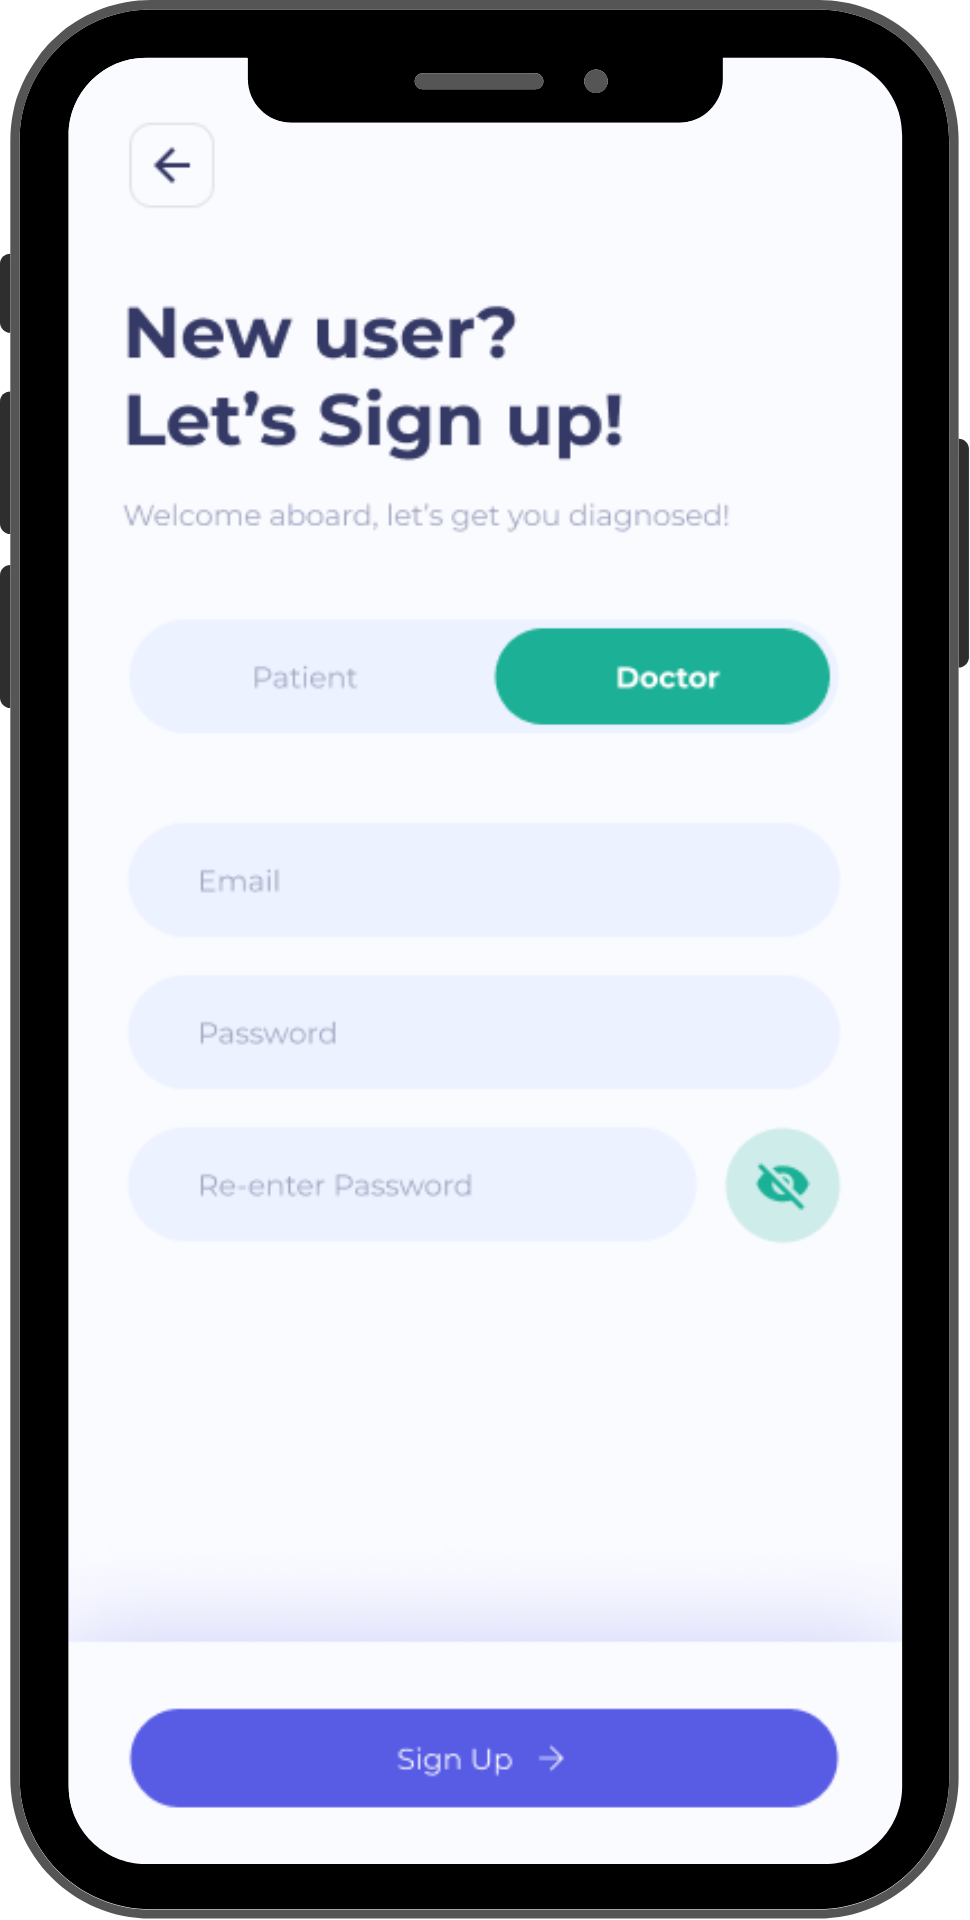 New user?
Let’s Sign up!
Welcome aboard, let’s get you diagnosed!
Patient Doctor
Email
Password
Re-enter Password
Sign Up